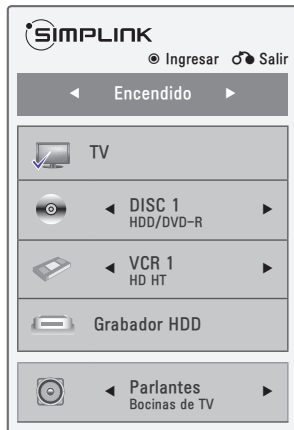 SIMPLINK
Ingresar Salir
Encendido
TV
DISC 1
HDD/DVD-R
VCR 1
HD HT
Grabador HDD
Parlantes
Bocinas de TV